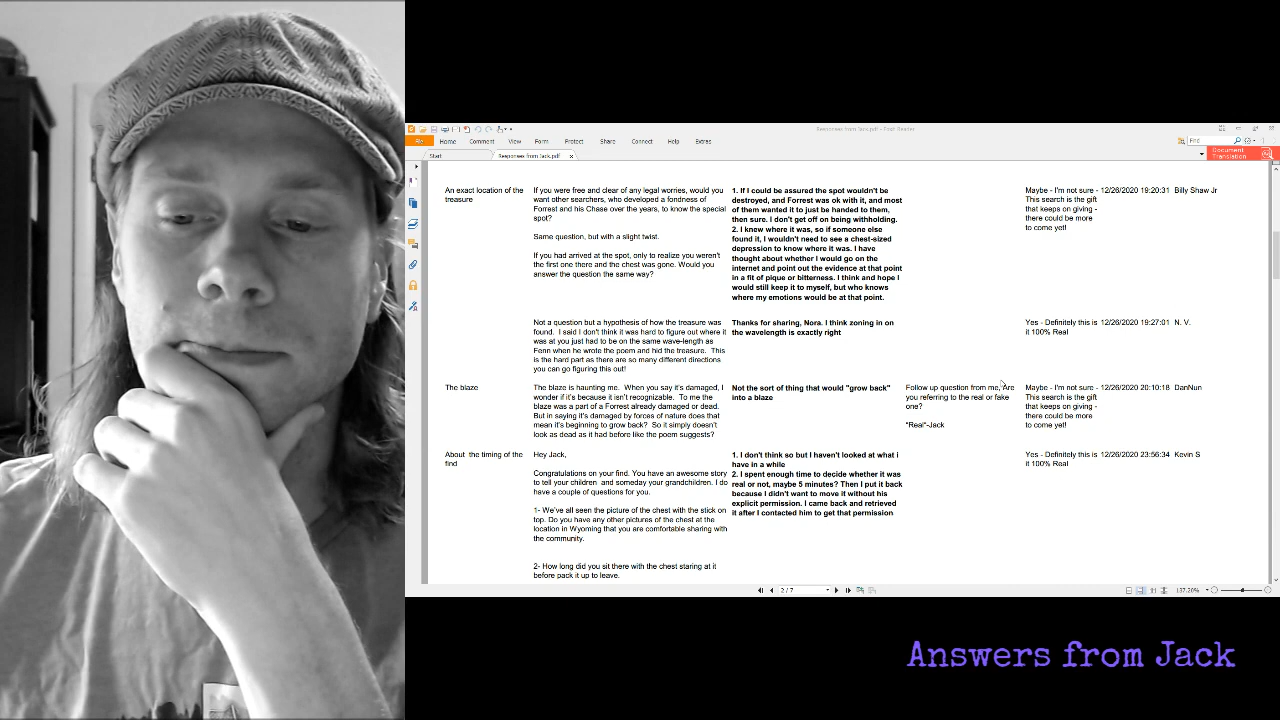 Responses from Jack.pdf - Foxit Reader
File
Home
Comment
View
Form
Protect
Share
Connect
Help
Extras
Find
Document
Translation
Start
Responses from Jack.pdf
An exact location of the
treasure
If you were free and clear of any legal worries, would you
want other searchers, who developed a fondness of
Forrest and his Chase over the years, to know the special
spot?
Same question, but with a slight twist.
If you had arrived at the spot, only to realize you weren't
the first one there and the chest was gone. Would you
answer the question the same way?
1. If I could be assured the spot wouldn't be
destroyed, and Forrest was ok with it, and most
of them wanted it to just be handed to them,
then sure. I don't get off on being withholding.
2. I knew where it was, so if someone else
found it, I wouldn't need to see a chest-sized
depression to know where it was. I have
thought about whether I would go on the
internet and point out the evidence at that point
in a fit of pique or bitterness. I think and hope I
would still keep it to myself, but who knows
where my emotions would be at that point.
Maybe - I'm not sure -
This search is the gift
that keeps on giving -
there could be more
to come yet!
12/26/2020 19:20:31
Billy Shaw Jr
Not a question but a hypothesis of how the treasure was
found. I said I don't think it was hard to figure out where it
was at you just had to be on the same wave-length as
Fenn when he wrote the poem and hid the treasure. This
is the hard part as there are so many different directions
you can go figuring this out!
Thanks for sharing, Nora. I think zoning in on
the wavelength is exactly right
Yes - Definitely this is
it 100% Real
12/26/2020 19:27:01
N. V.
The blaze
The blaze is haunting me. When you say it's damaged, I
wonder if it's because it isn't recognizable. To me the
blaze was a part of a Forrest already damaged or dead.
But in saying it's damaged by forces of nature does that
mean it's beginning to grow back? So it simply doesn't
look as dead as it had before like the poem suggests?
Not the sort of thing that would "grow back"
into a blaze
Follow up question from me, Are
you referring to the real or fake
one?
"Real"-Jack
Maybe - I'm not sure -
This search is the gift
that keeps on giving -
there could be more
to come yet!
12/26/2020 20:10:18
DanNun
About the timing of the
find
Hey Jack,
Congratulations on your find. You have an awesome story
to tell your children and someday your grandchildren. I do
have a couple of questions for you.
1- We've all seen the picture of the chest with the stick on
top. Do you have any other pictures of the chest at the
location in Wyoming that you are comfortable sharing with
the community.
2- How long did you sit there with the chest staring at it
before pack it up to leave.
1. I don't think so but I haven't looked at what i
have in a while
2. I spent enough time to decide whether it was
real or not, maybe 5 minutes? Then I put it back
because I didn't want to move it without his
explicit permission. I came back and retrieved
it after I contacted him to get that permission
Yes - Definitely this is
it 100% Real
12/26/2020 23:56:34
Kevin S
2 / 7
137.20%
Answers from Jack